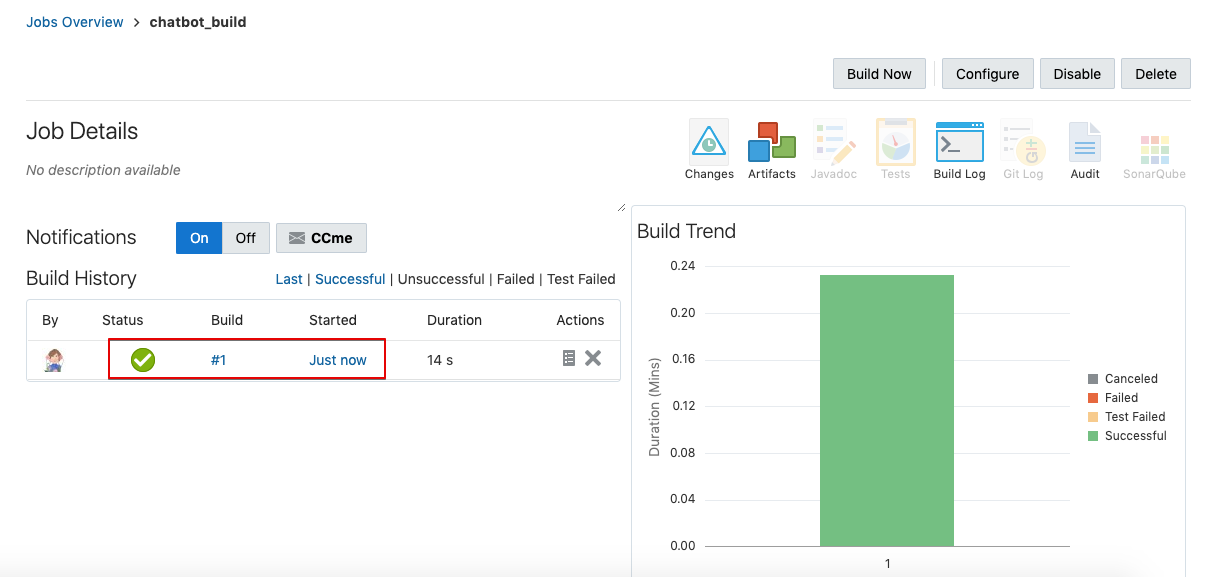 Jobs Overview > chatbot_build
Build Now Configure Disable Delete
Job Details
No description available
Changes Artifacts Javadoc Tests Build Log Git Log Audit SonarQube
Git
Notifications On Off CCme
Build History Last | Successful | Unsuccessful | Failed | Test Failed
By Status Build Started Duration Actions
#1 Just now 14 s
Build Trend
Duration (Mins)
0.24
0.20
0.16
0.12
0.08
0.04
0.00
1
Canceled
Failed
Test Failed
Successful